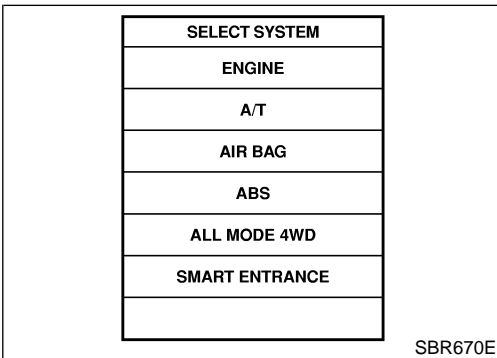 SELECT SYSTEM
ENGINE
A/T
AIR BAG
ABS
ALL MODE 4WD
SMART ENTRANCE
SBR670E